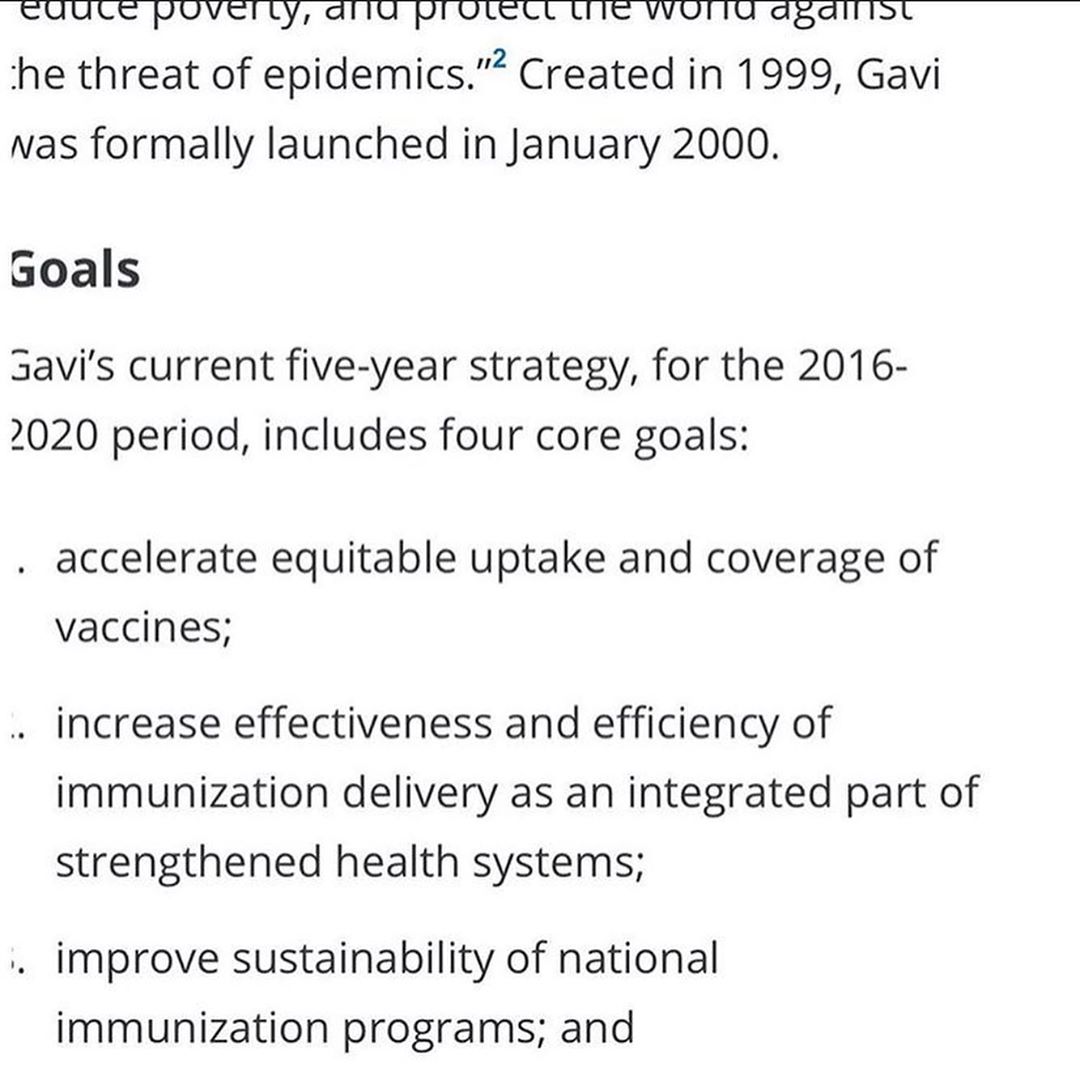 educe poverty, and protect the world against
he threat of epidemics."2 Created in 1999, Gavi
was formally launched in January 2000.
Goals
Gavi's current five-year strategy, for the 2016-
2020 period, includes four core goals:
. accelerate equitable uptake and coverage of
vaccines;
. increase effectiveness and efficiency of
immunization delivery as an integrated part of
strengthened health systems;
. improve sustainability of national
immunization programs; and